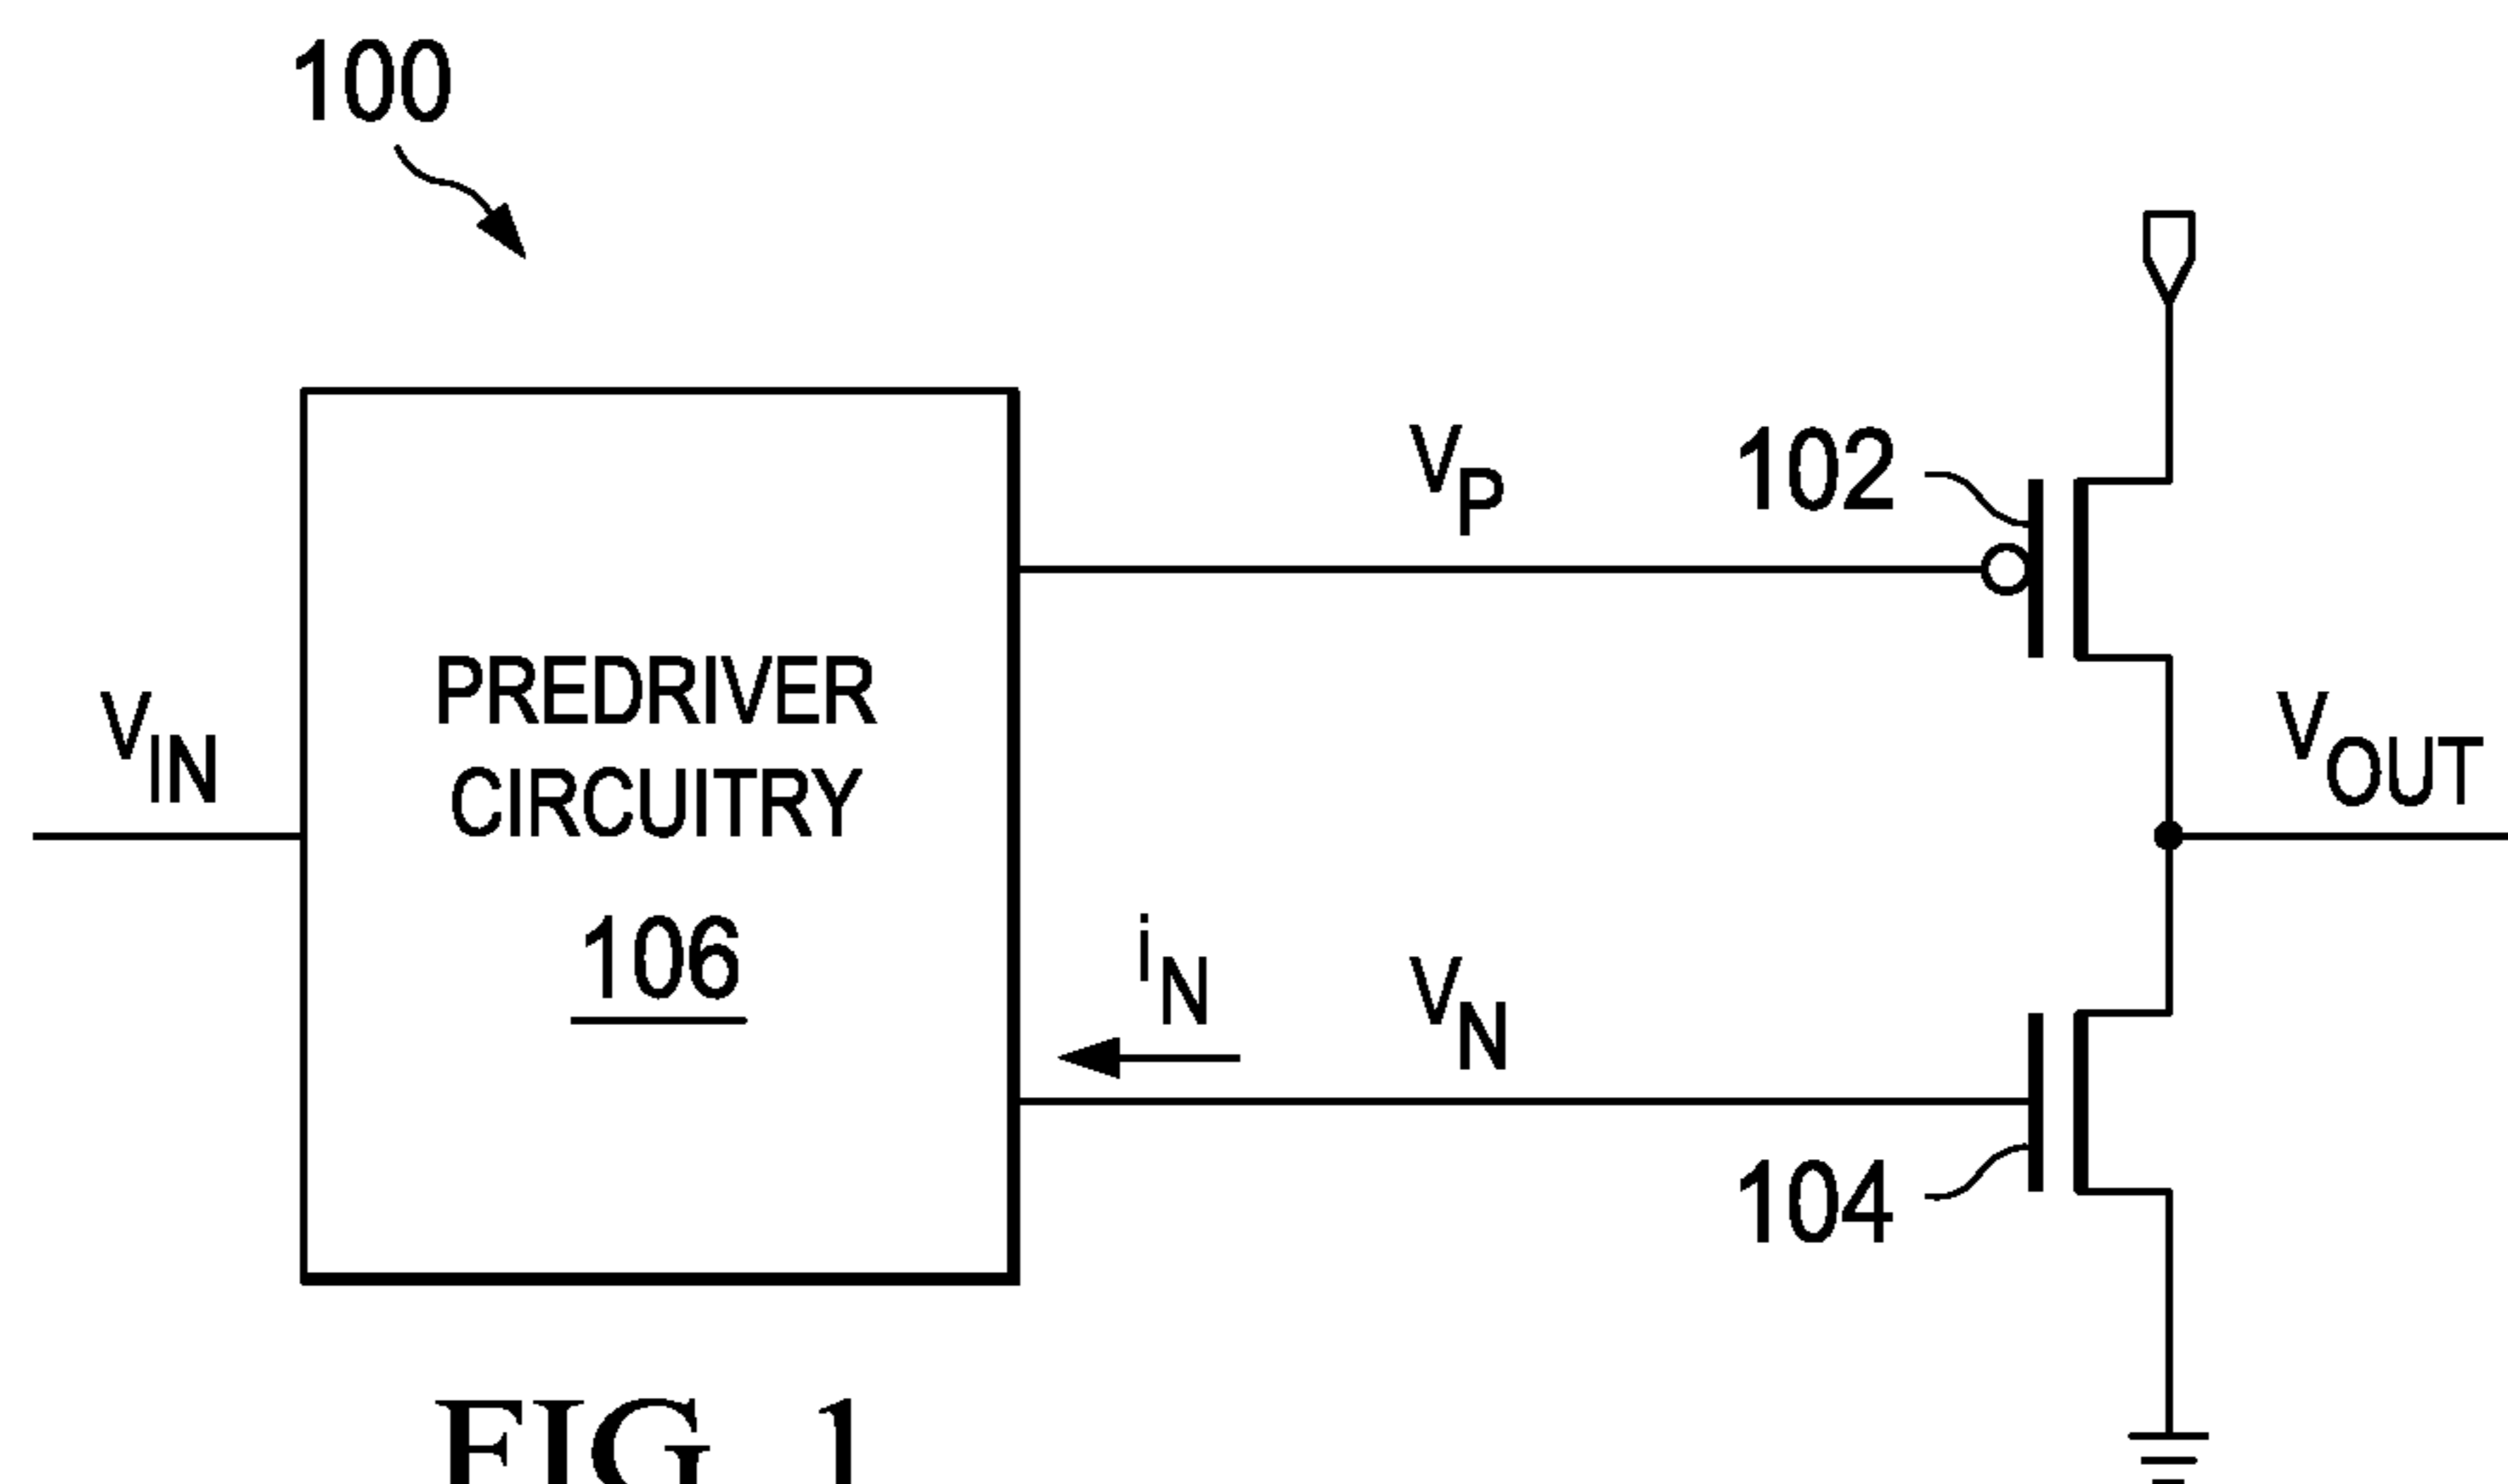 100
V_P
102
PREDRIVER
CIRCUITRY
106
V_IN
V_OUT
i_N
V_N
104
FIG. 1